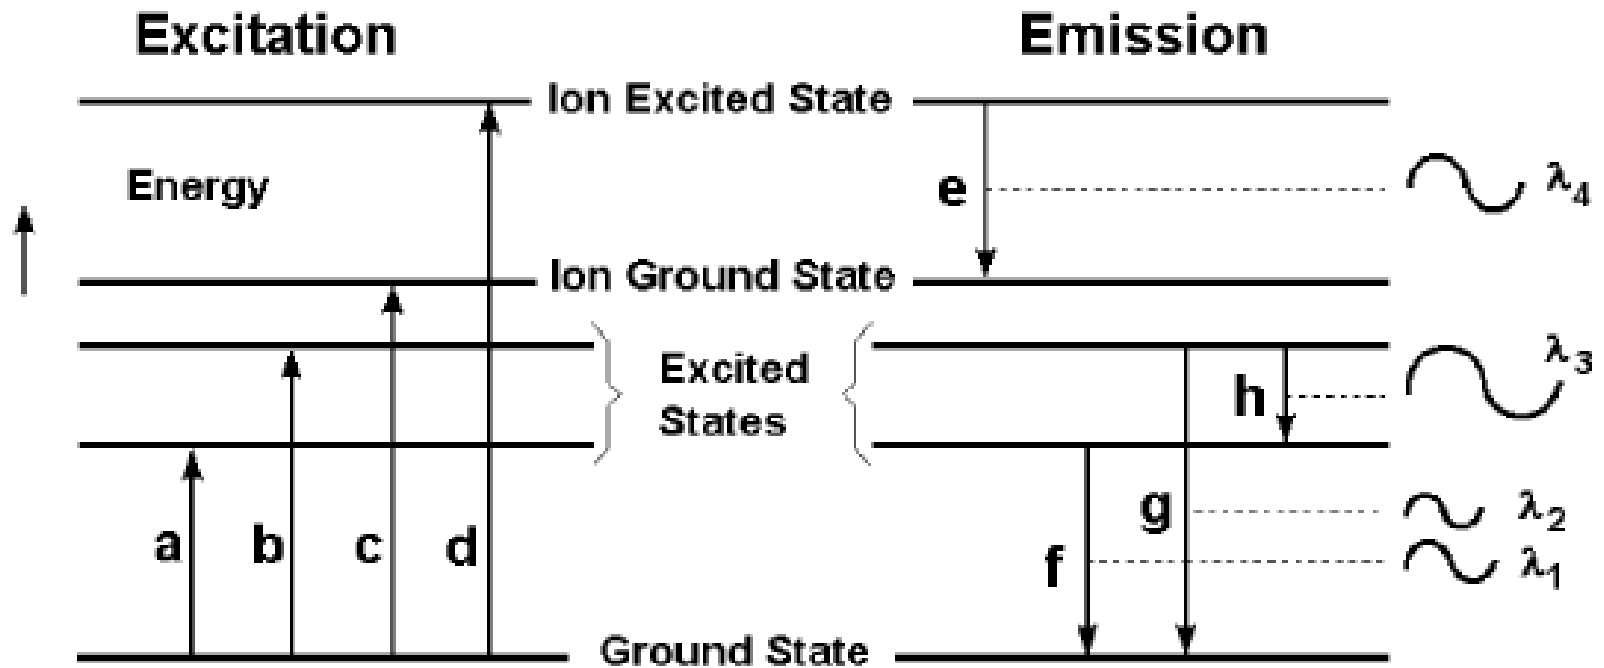 Excitation
Emission
Ion Excited State
Energy
e
λ4
Ion Ground State
Excited
States
h
λ3
a
b
c
d
g
λ2
f
λ1
Ground State